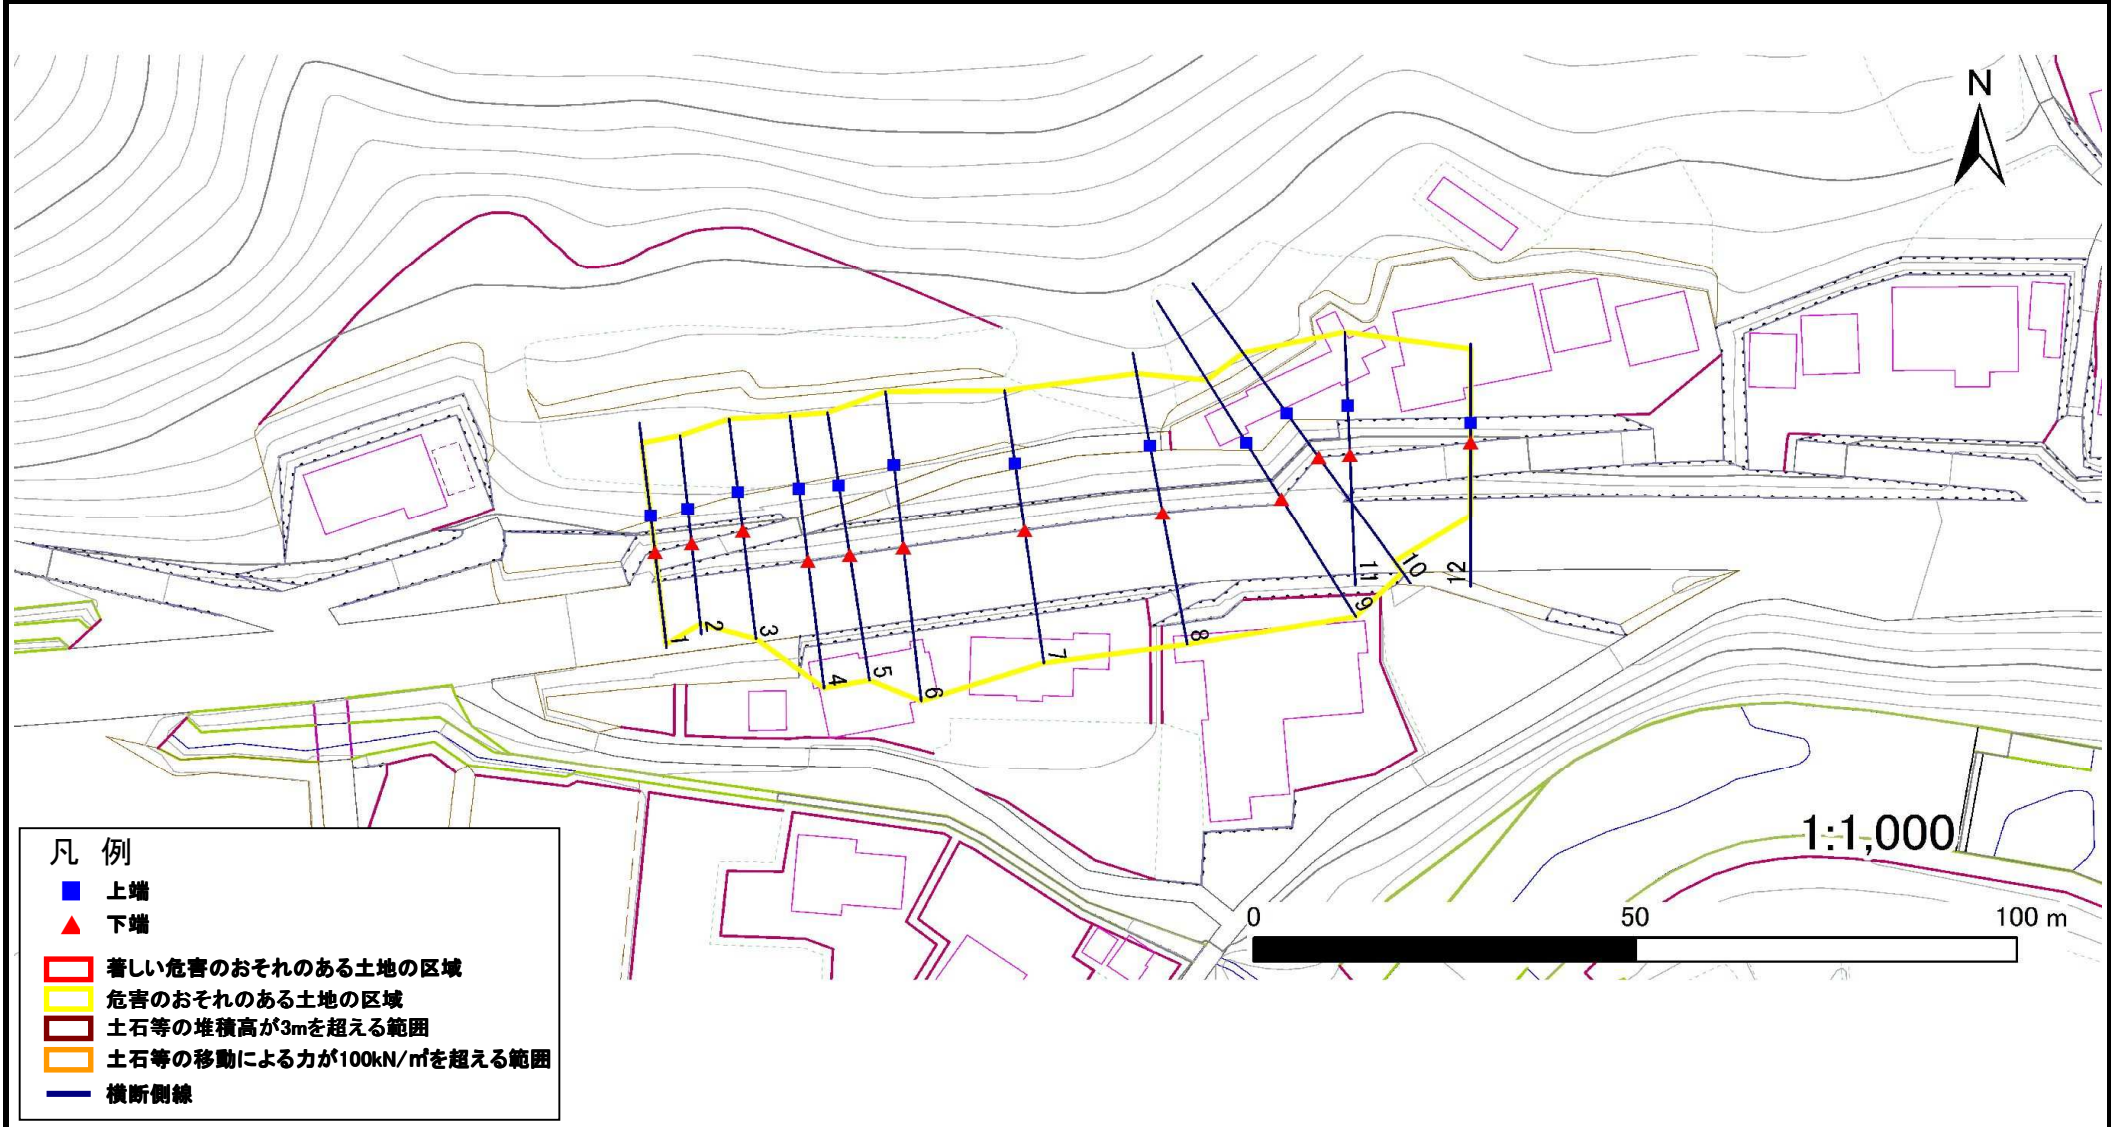 N
1
2
3
4
5
6
7
8
9
10
11
12
1:1,000
0 50 100 m
凡 例
上端
下端
著しい危害のおそれのある土地の区域
危害のおそれのある土地の区域
土石等の堆積高が3mを超える範囲
土石等の移動による力が100kN/㎡を超える範囲
横断側線